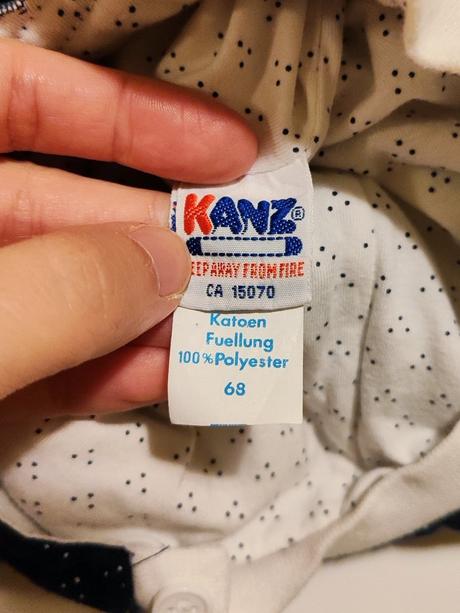 KANZ®
EEP AWAY FROM FIRE
CA 15070
Katoen
Fuellung
100% Polyester
68